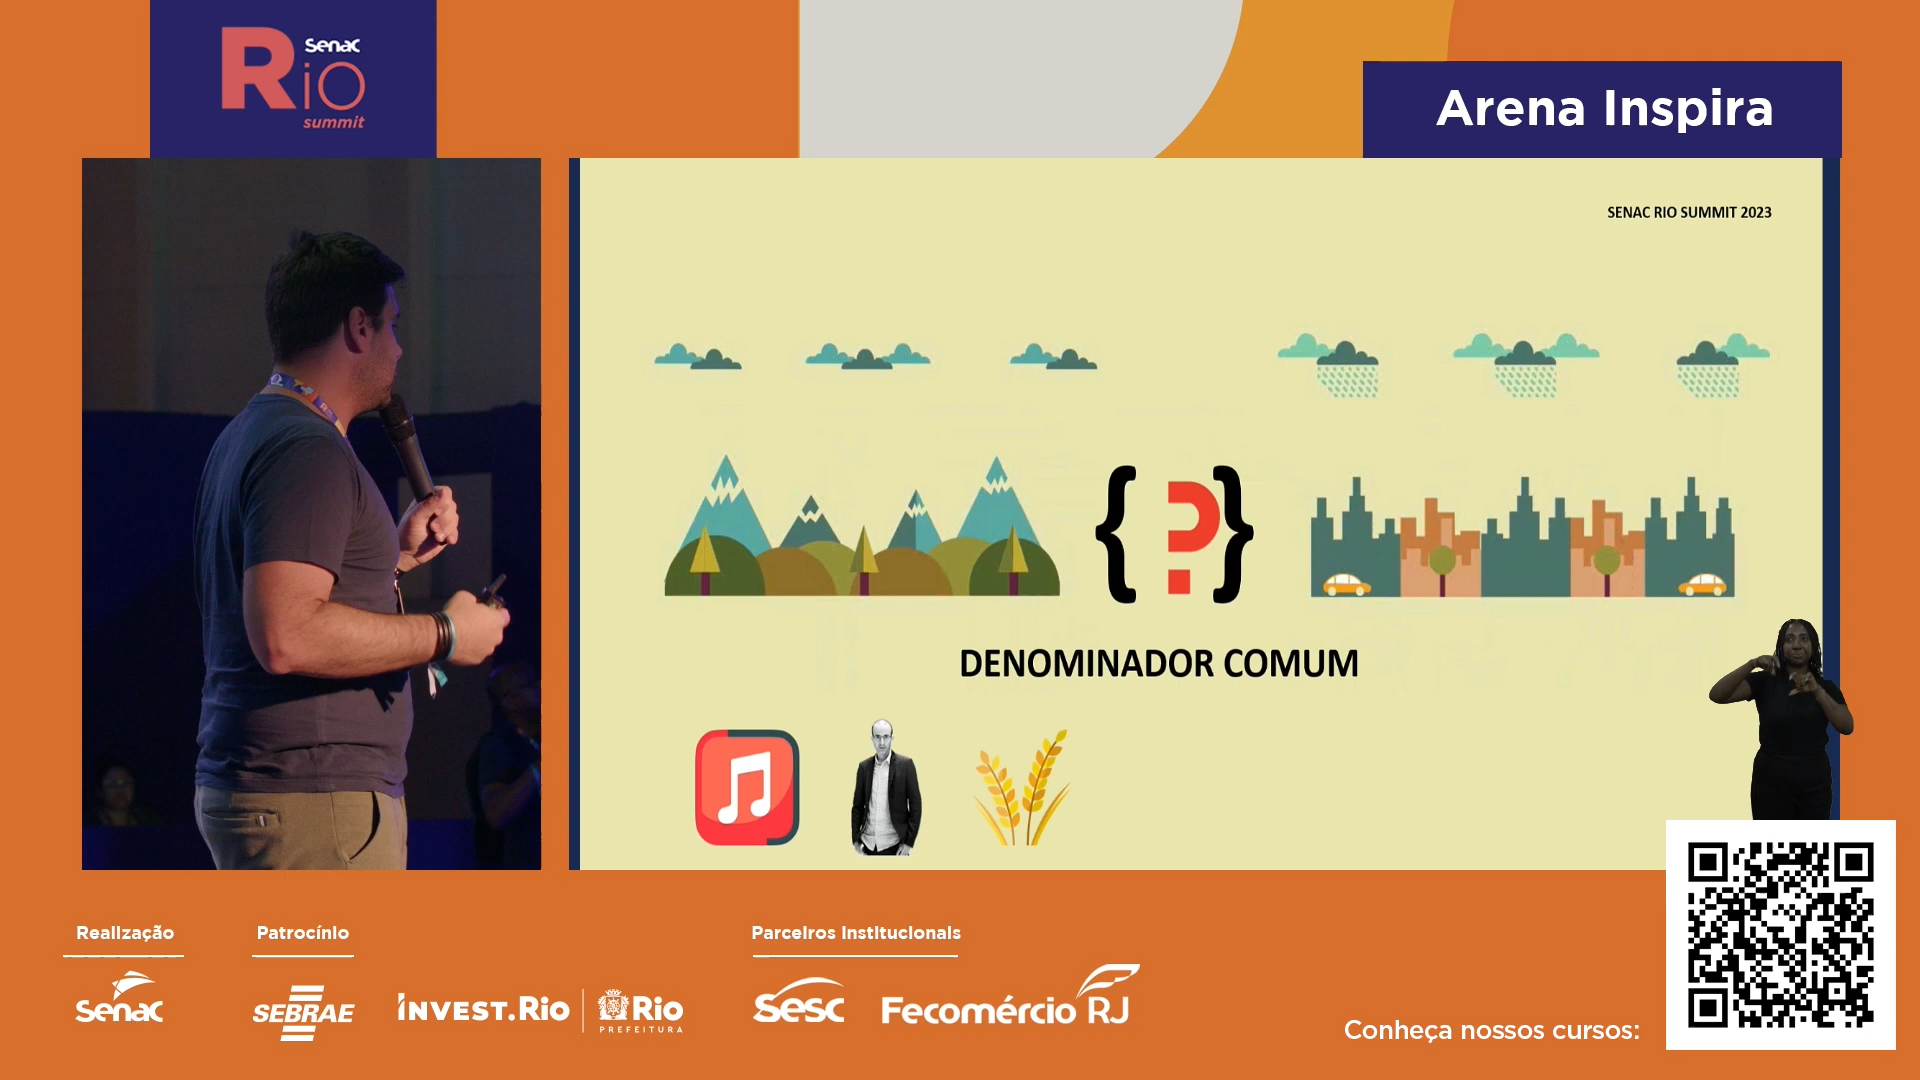 R
Senac
iO
summit
Arena Inspira
SENAC RIO SUMMIT 2023
{?}
DENOMINADOR COMUM
Realização
Patrocínio
Parceiros Institucionais
Senac
SEBRAE
INVEST.Rio
Rio
PREFEITURA
Sesc
Fecomércio RJ
Conheça nossos cursos: